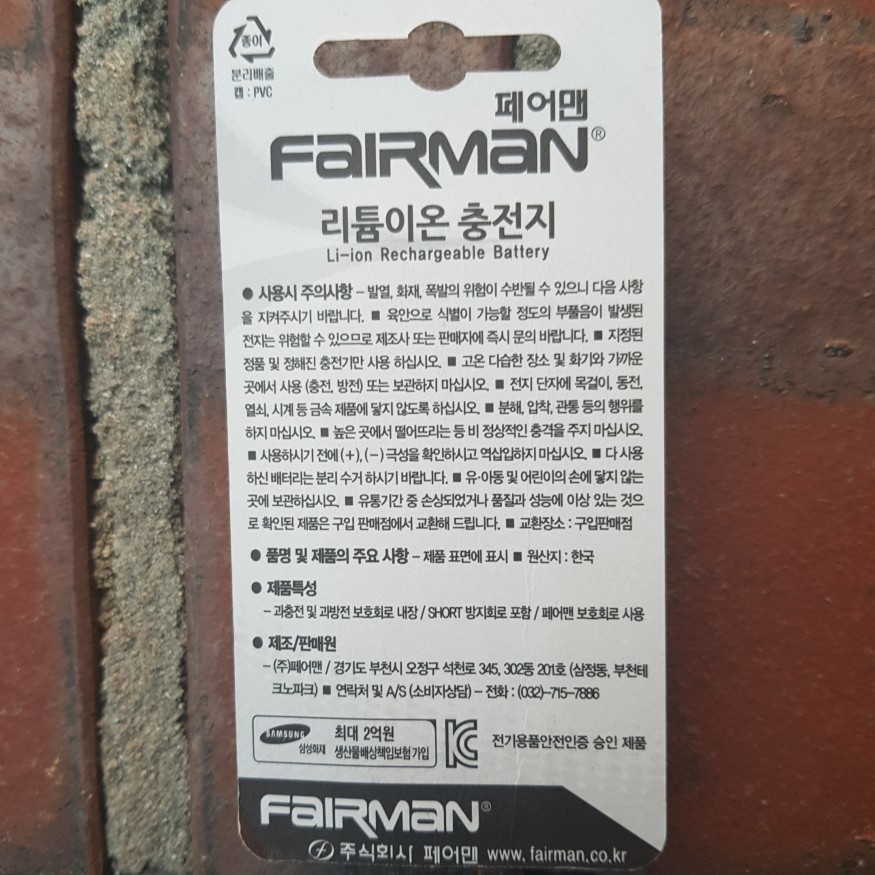 종이
분리배출
캡 : PVC
페어맨
FAIRMAN®
리튬이온 충전지
Li-ion Rechargeable Battery
● 사용시 주의사항 – 발열, 화재, 폭발의 위험이 수반될 수 있으니 다음 사항
을 지켜주시기 바랍니다. ■ 육안으로 식별이 가능할 정도의 부풀음이 발생된
전지는 위험할 수 있으므로 제조사 또는 판매자에 즉시 문의 바랍니다. ■ 지정된
정품 및 정해진 충전기만 사용 하십시오. ■ 고온 다습한 장소 및 화기와 가까운
곳에서 사용 (충전, 방전) 또는 보관하지 마십시오. ■ 전지 단자에 목걸이, 동전,
열쇠, 시계 등 금속 제품에 닿지 않도록 하십시오. ■ 분해, 압착, 관통 등의 행위를
하지 마십시오. ■ 높은 곳에서 떨어뜨리는 등 비 정상적인 충격을 주지 마십시오.
■ 사용하시기 전에 (+), (−) 극성을 확인하시고 역삽입하지 마십시오. ■ 다 사용
하신 배터리는 분리 수거 하시기 바랍니다. ■ 유·아동 및 어린이의 손에 닿지 않는
곳에 보관하십시오. ■ 유통기간 중 손상되었거나 품질과 성능에 이상 있는 것으
로 확인된 제품은 구입 판매점에서 교환해 드립니다. ■ 교환장소 : 구입판매점
● 품명 및 제품의 주요 사항 – 제품 표면에 표시 ■ 원산지 : 한국
● 제품특성
– 과충전 및 과방전 보호회로 내장 / SHORT 방지회로 포함 / 페어맨 보호회로 사용
● 제조/판매원
– (주)페어맨 / 경기도 부천시 오정구 석천로 345, 302동 201호 (삼정동, 부천테
크노파크) ■ 연락처 및 A/S (소비자상담) – 전화 : (032)–715–7886
SAMSUNG
삼성화재
최대 2억원
생산물배상책임보험 가입
전기용품안전인증 승인 제품
FAIRMAN®
주식회사 페어맨 www.fairman.co.kr